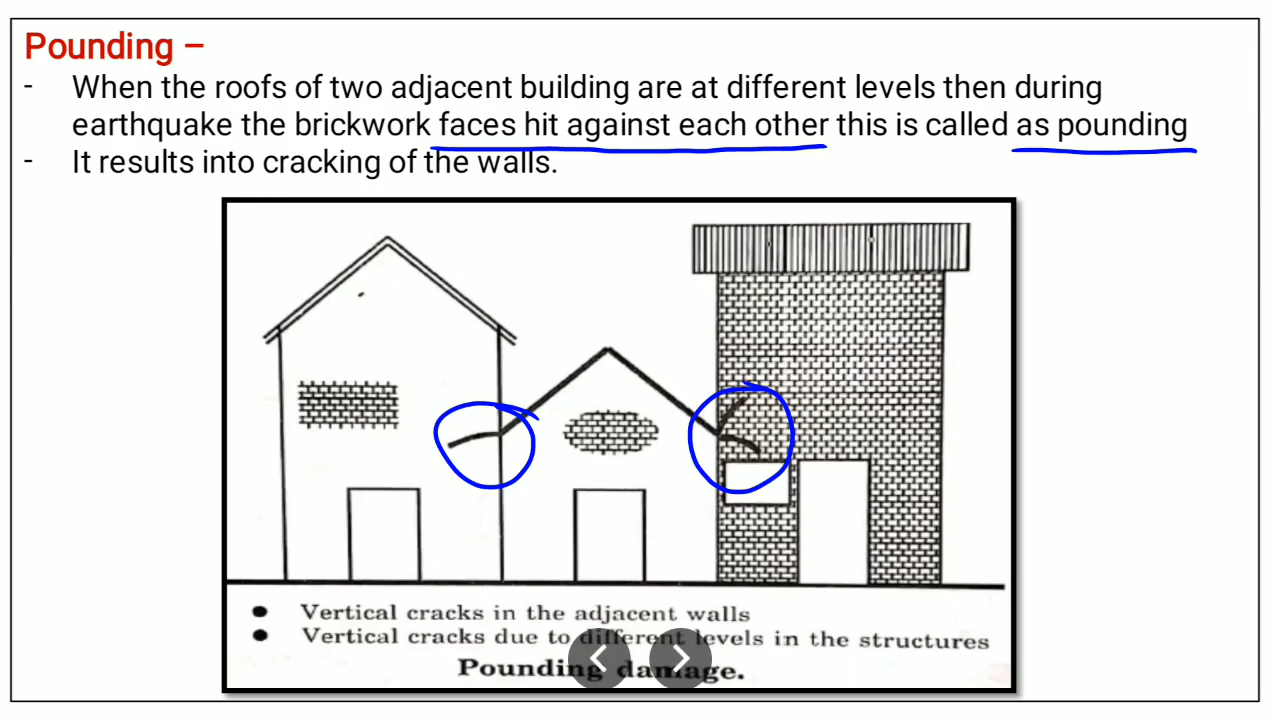 Pounding –
- When the roofs of two adjacent building are at different levels then during
earthquake the brickwork faces hit against each other this is called as pounding
- It results into cracking of the walls.
● Vertical cracks in the adjacent walls
● Vertical cracks due to different levels in the structures
Pounding damage.